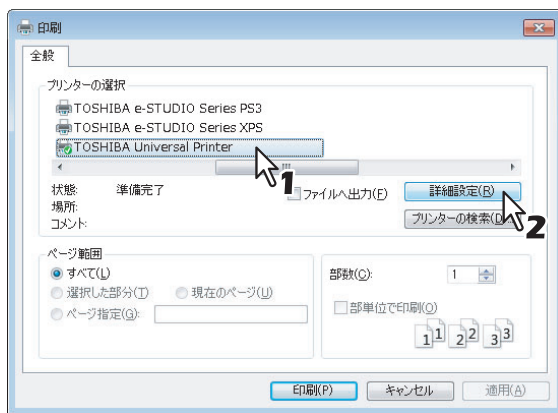 印刷
全般
プリンターの選択
TOSHIBA e-STUDIO Series PS3
TOSHIBA e-STUDIO Series XPS
TOSHIBA Universal Printer
1
状態: 準備完了
ファイルへ出力(F)
詳細設定(R)
場所:
コメント:
プリンターの検索(D)...
2
ページ範囲
すべて(L)
選択した部分(T) 現在のページ(U)
ページ指定(G):
部数(C): 1
部単位で印刷(O)
1 1 2 2 3 3
印刷(P) キャンセル 適用(A)